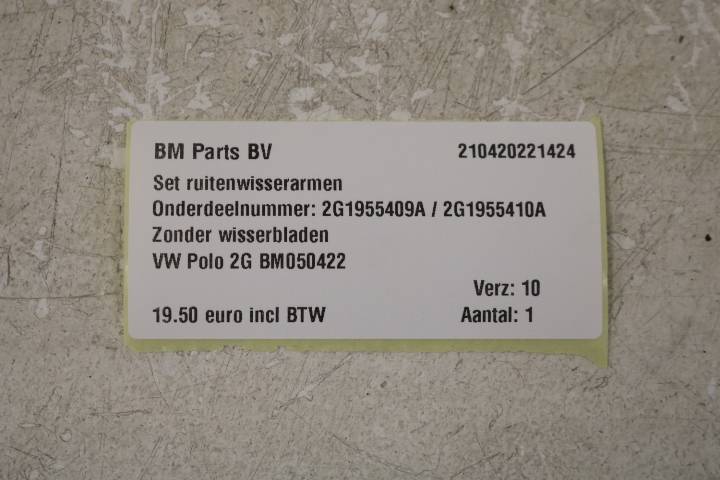 BM Parts BV 210420221424
Set ruitenwisserarmen
Onderdeelnummer: 2G1955409A / 2G1955410A
Zonder wisserbladen
VW Polo 2G BM050422
Verz: 10
19.50 euro incl BTW Aantal: 1